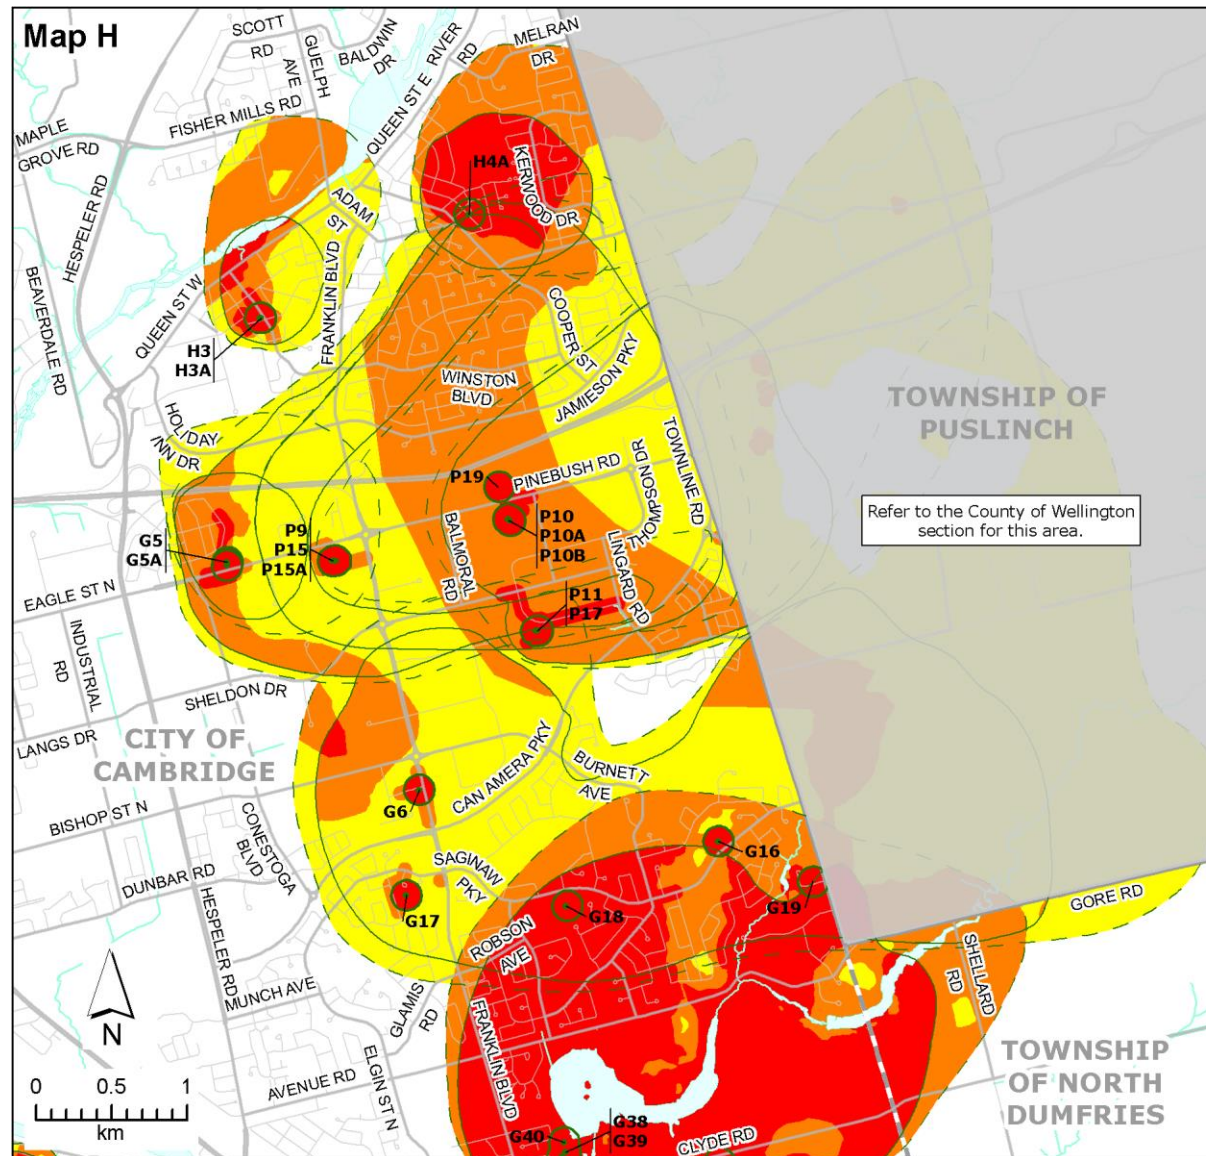 Map H
SCOTT
RD
GUELPH
AVE
BALDWIN
DR
RIVER
RD
QUEEN ST E
MELRAN
DR
FISHER MILLS RD
MAPLE
GROVE RD
HESPELER RD
H4A
KERWOOD
DR
ADAM
ST
BEAVERDALE RD
QUEEN ST W
FRANKLIN BLVD
COOPER ST
H3
H3A
WINSTON
BLVD
JAMIESON PKY
TOWNSHIP OF
PUSLINCH
HOLIDAY
INN DR
TOWNLINE RD
P19
PINEBUSH RD
THOMPSON DR
Refer to the County of Wellington
section for this area.
G5
G5A
P9
P15
P15A
P10
P10A
P10B
BALMORAL
RD
LINGARD RD
EAGLE ST N
P11
P17
INDUSTRIAL
RD
SHELDON DR
LANGS DR
CITY OF
CAMBRIDGE
CAN AMERA PKY
BURNETT
AVE
G6
BISHOP ST N
CONESTOGA
BLVD
G16
SAGINAW
PKY
DUNBAR RD
HESPELER RD
G17
G18
G19
GORE RD
ROBSON
AVE
SHELLARD
RD
MUNCH AVE
GLAMIS
RD
FRANKLIN BLVD
N
ELGIN ST N
TOWNSHIP
OF NORTH
DUMFRIES
0 0.5 1
km
AVENUE RD
G38
G39
G40
CLYDE RD